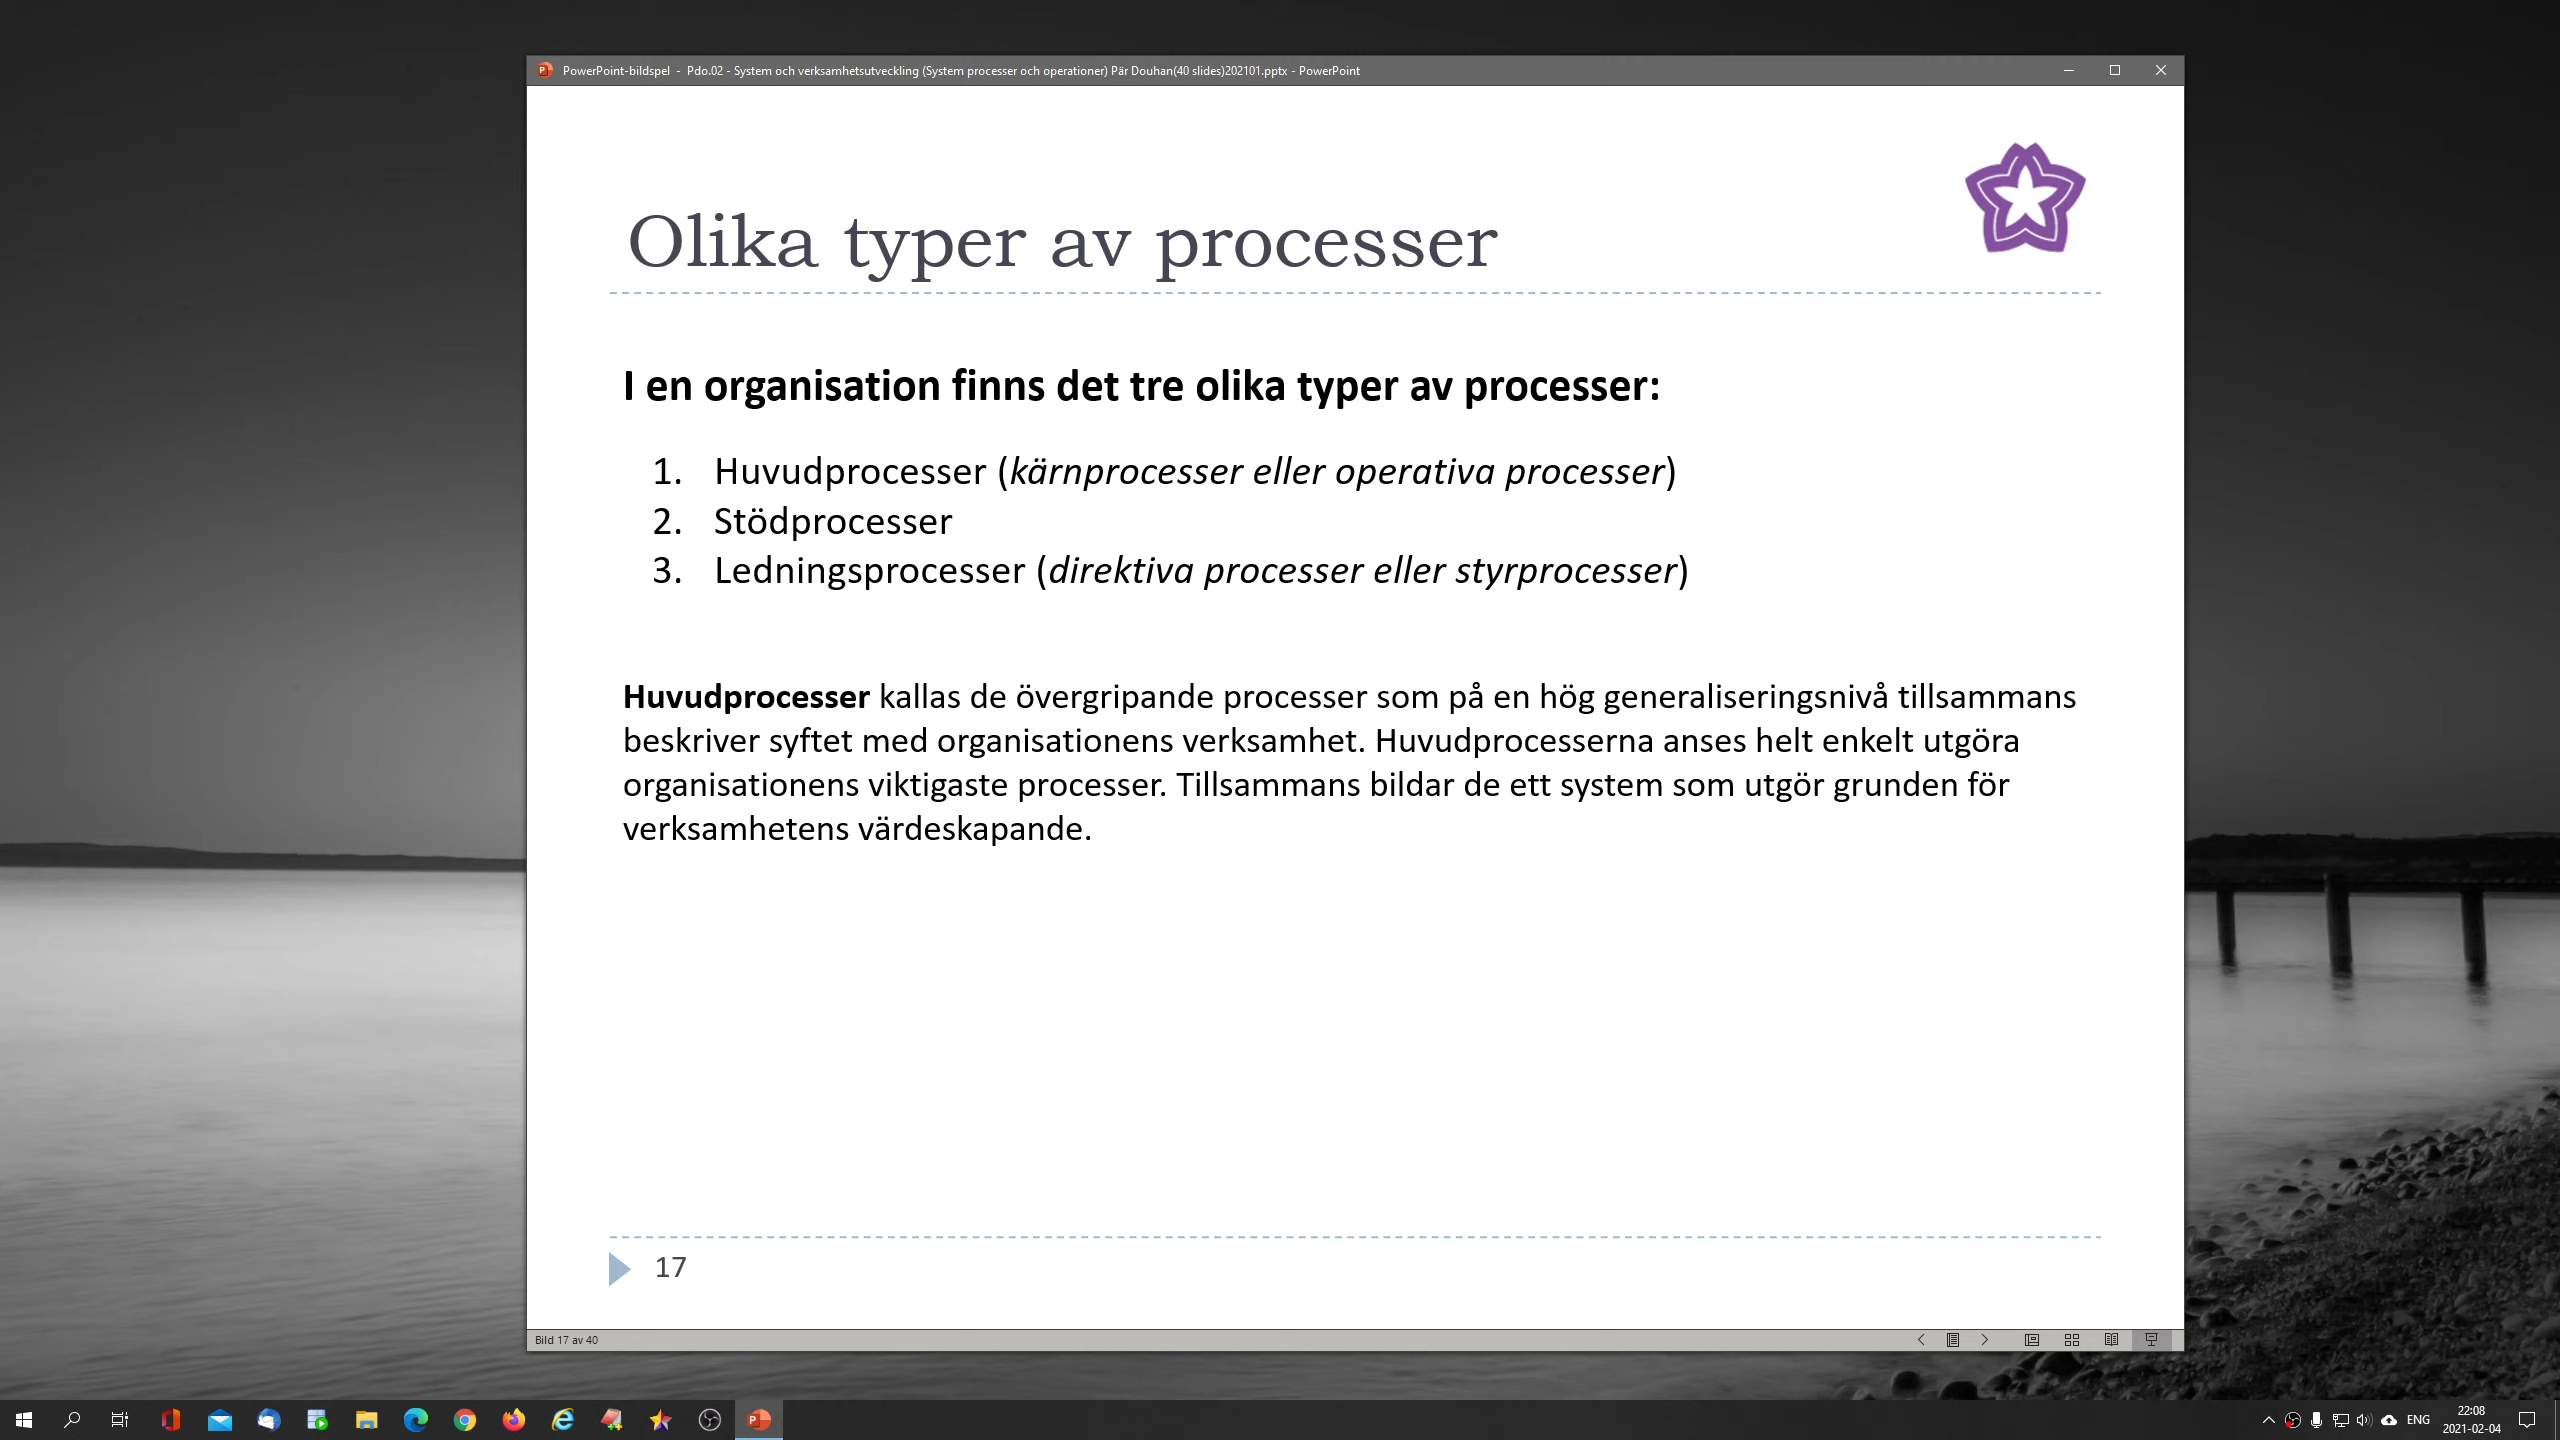 PowerPoint-bildspel - Pdo.02 - System och verksamhetsutveckling (System processer och operationer) Pär Douhan(40 slides)202101.pptx - PowerPoint
Olika typer av processer
I en organisation finns det tre olika typer av processer:
1. Huvudprocesser (kärnprocesser eller operativa processer)
2. Stödprocesser
3. Ledningsprocesser (direktiva processer eller styrprocesser)
Huvudprocesser kallas de övergripande processer som på en hög generaliseringsnivå tillsammans
beskriver syftet med organisationens verksamhet. Huvudprocesserna anses helt enkelt utgöra
organisationens viktigaste processer. Tillsammans bildar de ett system som utgör grunden för
verksamhetens värdeskapande.
17
Bild 17 av 40
ENG
22:08
2021-02-04